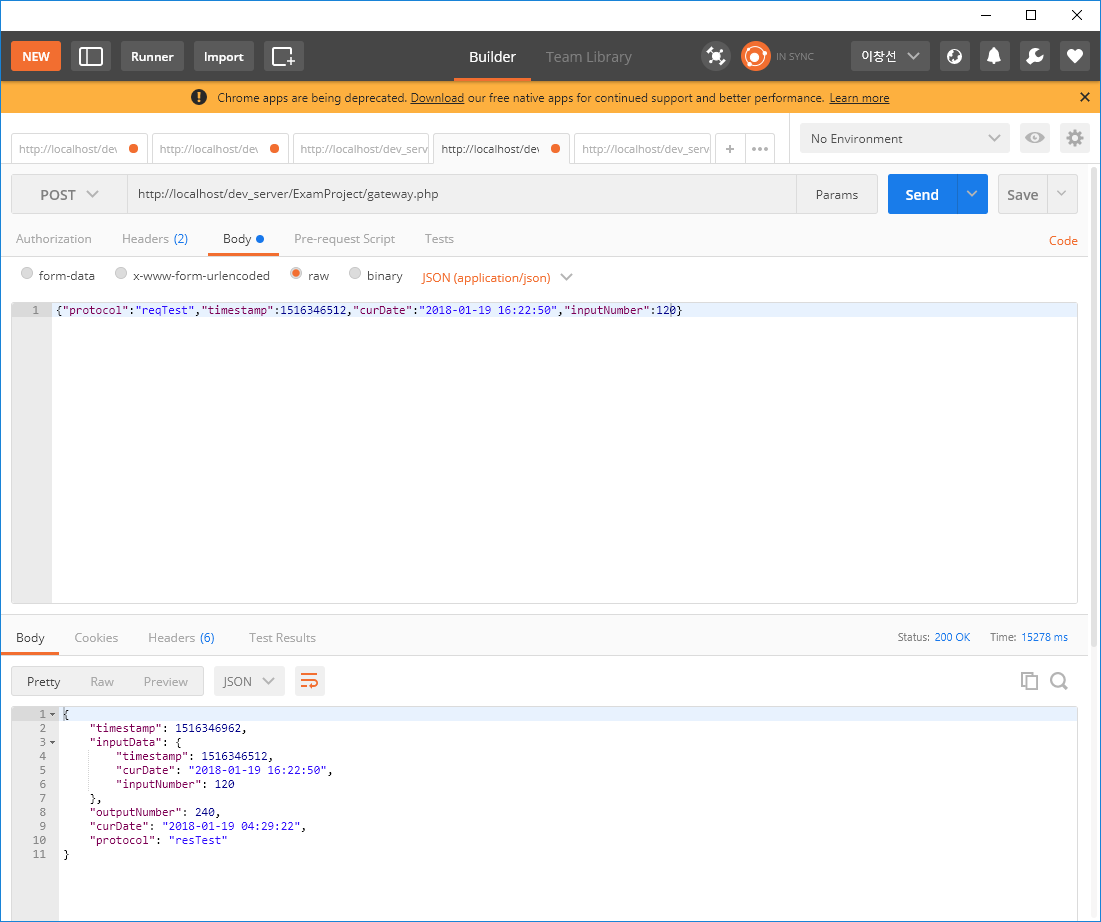 NEW Runner Import Builder Team Library IN SYNC 이창선
Chrome apps are being deprecated. Download our free native apps for continued support and better performance. Learn more
http://localhost/dev http://localhost/dev http://localhost/dev_serv http://localhost/dev http://localhost/dev_serv + ••• No Environment
POST http://localhost/dev_server/ExamProject/gateway.php Params Send Save
Authorization Headers (2) Body Pre-request Script Tests Code
form-data x-www-form-urlencoded raw binary JSON (application/json)
1 {"protocol":"reqTest","timestamp":1516346512,"curDate":"2018-01-19 16:22:50","inputNumber":120}
Body Cookies Headers (6) Test Results Status: 200 OK Time: 15278 ms
Pretty Raw Preview JSON
1 {
2 "timestamp": 1516346962,
3 "inputData": {
4 "timestamp": 1516346512,
5 "curDate": "2018-01-19 16:22:50",
6 "inputNumber": 120
7 },
8 "outputNumber": 240,
9 "curDate": "2018-01-19 04:29:22",
10 "protocol": "resTest"
11 }